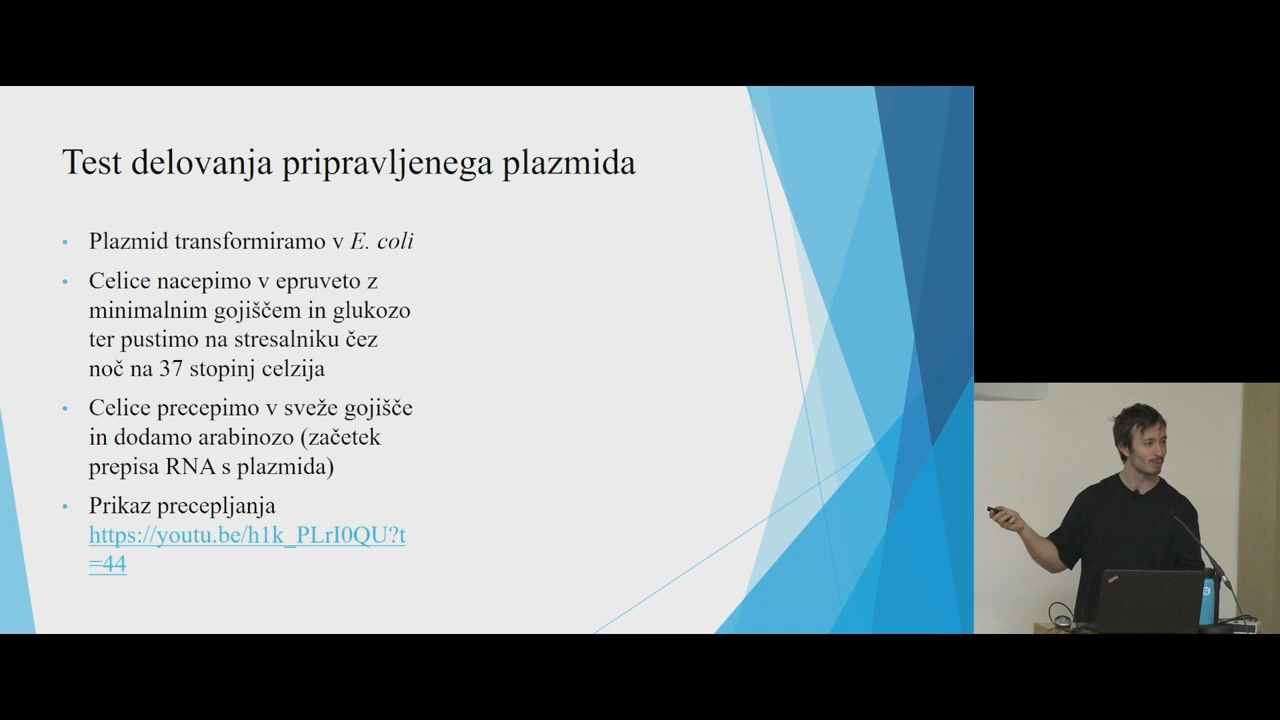 Test delovanja pripravljenega plazmida
• Plazmid transformiramo v E. coli
• Celice nacepimo v epruveto z
minimalnim gojiščem in glukozo
ter pustimo na stresalniku čez
noč na 37 stopinj celzija
• Celice precepimo v sveže gojišče
in dodamo arabinozo (začetek
prepisa RNA s plazmida)
• Prikaz precepljanja
https://youtu.be/h1k_PLrI0QU?t
=44